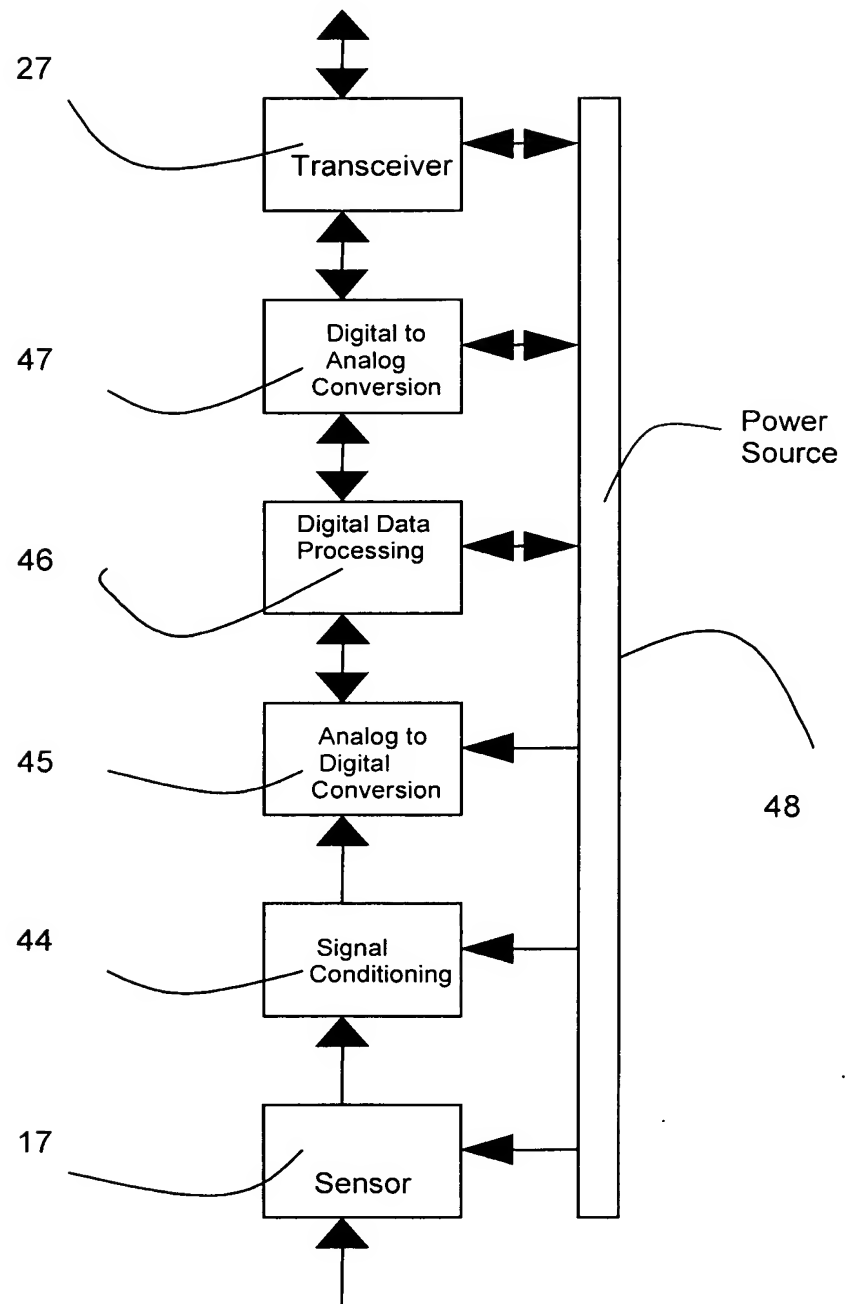 27
Transceiver
47
Digital to
Analog
Conversion
Power
Source
46
Digital Data
Processing
45
Analog to
Digital
Conversion
48
44
Signal
Conditioning
17
Sensor